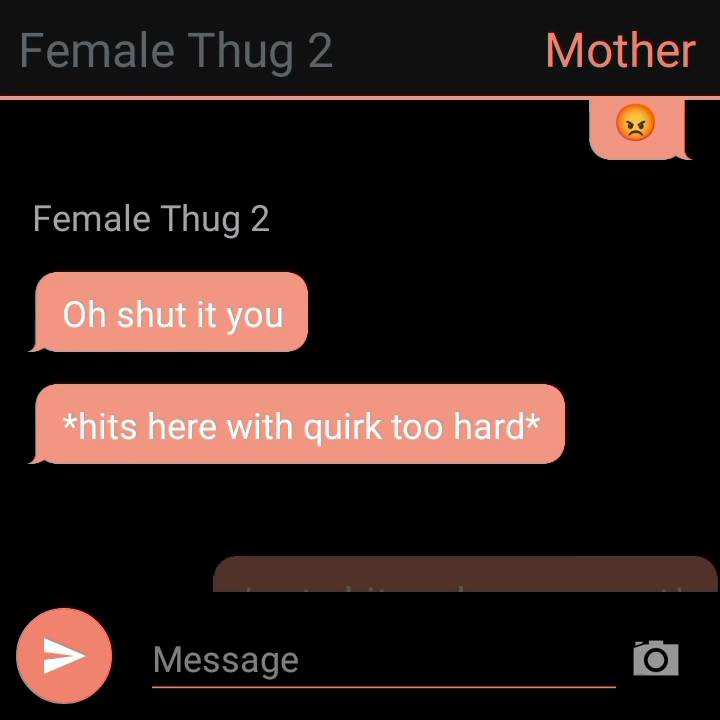 Female Thug 2
Mother
😡
Female Thug 2
Oh shut it you
*hits here with quirk too hard*
Message